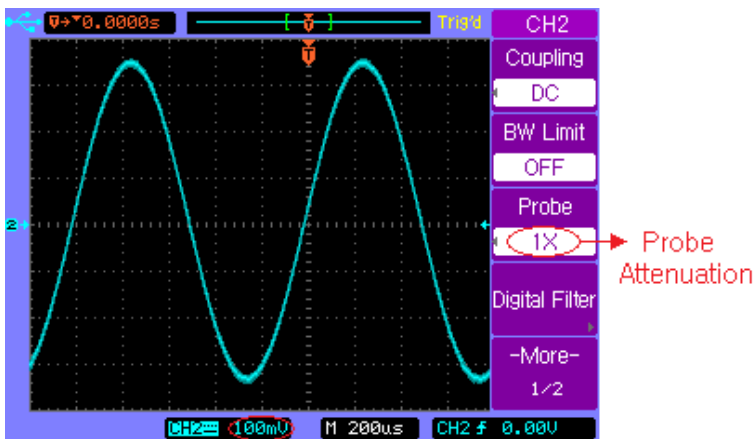 T→▼0.0000s
[ T ]
Trig'd
CH2
T
Coupling
DC
BW Limit
OFF
Probe
2
1X
Probe
Attenuation
Digital Filter
-More-
1/2
CH2 100mV
M 200us
CH2 0.00V